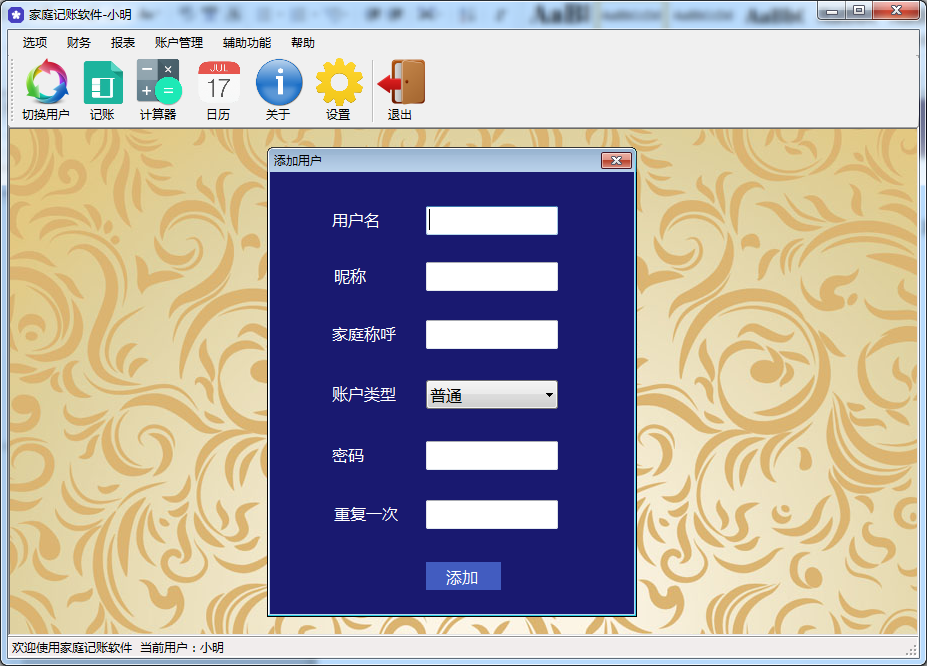 家庭记账软件-小明
选项 财务 报表 账户管理 辅助功能 帮助
JUL
17
切换用户 记账 计算器 日历 关于 设置 退出
添加用户
用户名
昵称
家庭称呼
账户类型 普通
密码
重复一次
添加
欢迎使用家庭记账软件 当前用户：小明